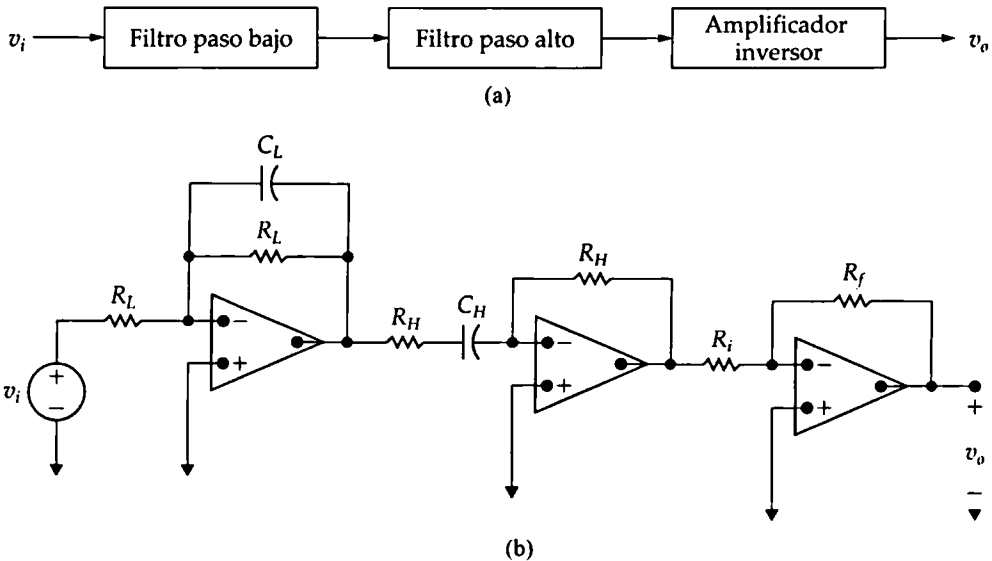 v_i
Filtro paso bajo
Filtro paso alto
Amplificador
inversor
v_o
(a)
C_L
R_L
R_L
R_H
C_H
R_H
R_i
R_f
v_i
+
−
−
+
−
+
−
+
+
v_o
−
(b)